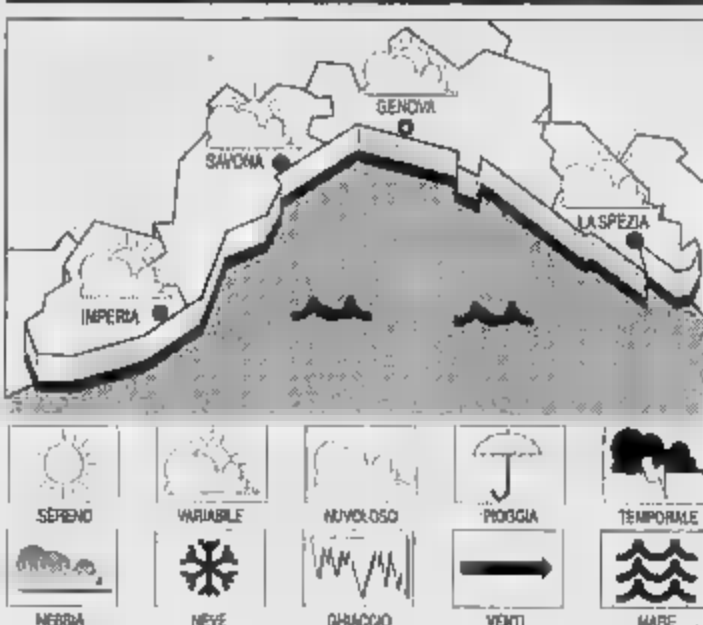 GENOVA
SAVONA
LA SPEZIA
IMPERIA
SERENO VARIABILE NUVOLOSO PIOGGIA TEMPORALE
NEBBIA NEVE GHIACCIO VENTI MARE